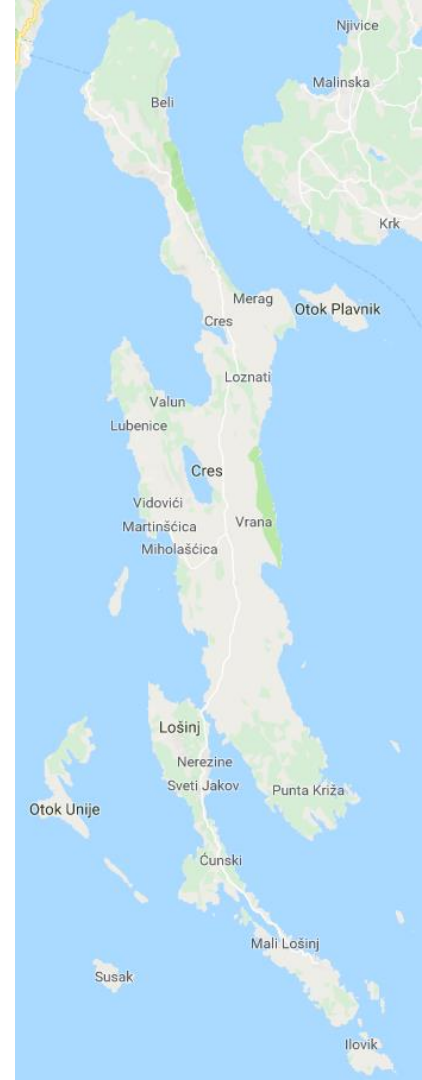 Njivice
Malinska
Beli
Krk
Merag
Otok Plavnik
Cres
Loznati
Valun
Lubenice
Cres
Vidovići
Vrana
Martinšćica
Miholašćica
Lošinj
Nerezine
Sveti Jakov
Punta Križa
Otok Unije
Ćunski
Mali Lošinj
Susak
Ilovik